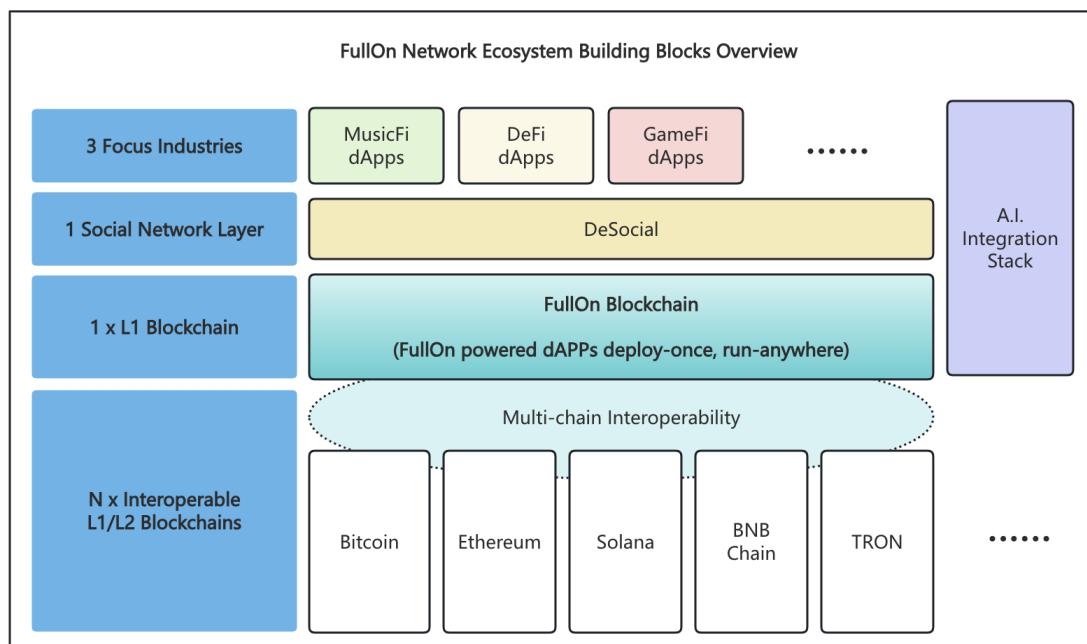 FullOn Network Ecosystem Building Blocks Overview
3 Focus Industries
MusicFi
dApps
DeFi
dApps
GameFi
dApps
......
A.I.
Integration
Stack
1 Social Network Layer
DeSocial
1 x L1 Blockchain
FullOn Blockchain
(FullOn powered dAPPs deploy-once, run-anywhere)
Multi-chain Interoperability
N x Interoperable
L1/L2 Blockchains
Bitcoin
Ethereum
Solana
BNB
Chain
TRON
......